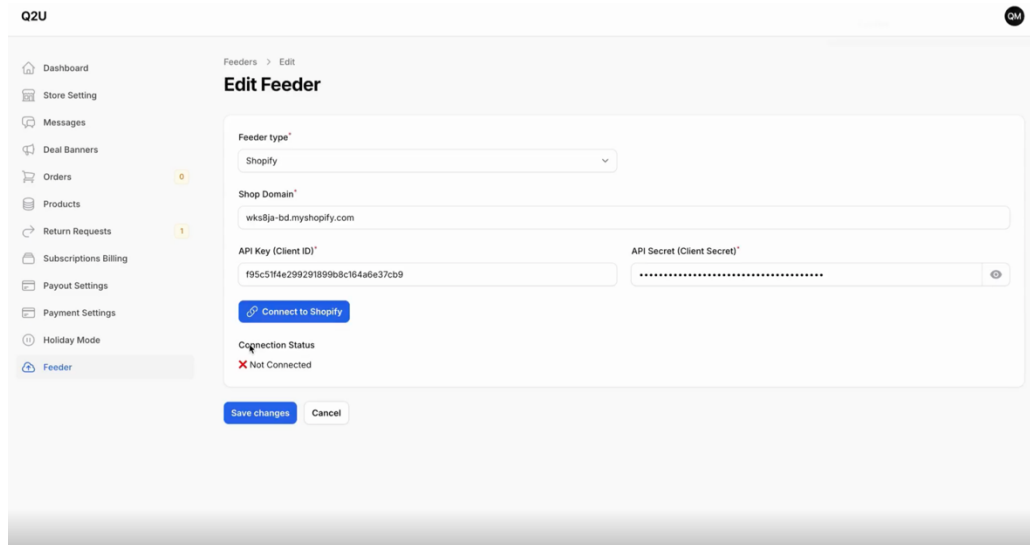 Q2U
QM
Dashboard
Store Setting
Messages
Deal Banners
Orders 0
Products
Return Requests 1
Subscriptions Billing
Payout Settings
Payment Settings
Holiday Mode
Feeder
Feeders > Edit
Edit Feeder
Feeder type*
Shopify
Shop Domain*
wks8ja-bd.myshopify.com
API Key (Client ID)*
f95c51f4e299291899b8c164a6e37cb9
API Secret (Client Secret)*
••••••••••••••••••••••••••••••••••••••
Connect to Shopify
Connection Status
Not Connected
Save changes
Cancel